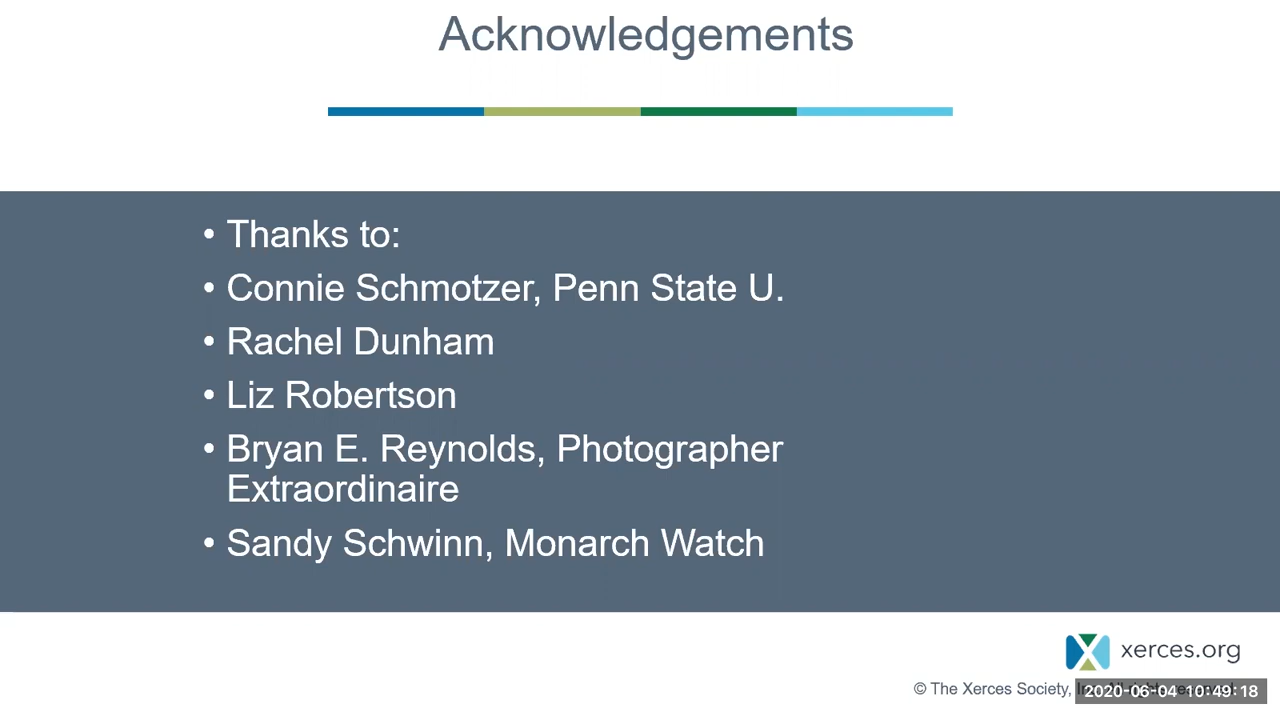 Acknowledgements
• Thanks to:
• Connie Schmotzer, Penn State U.
• Rachel Dunham
• Liz Robertson
• Bryan E. Reynolds, Photographer
Extraordinaire
• Sandy Schwinn, Monarch Watch
xerces.org
© The Xerces Society,
2020-06-04 10:49:18